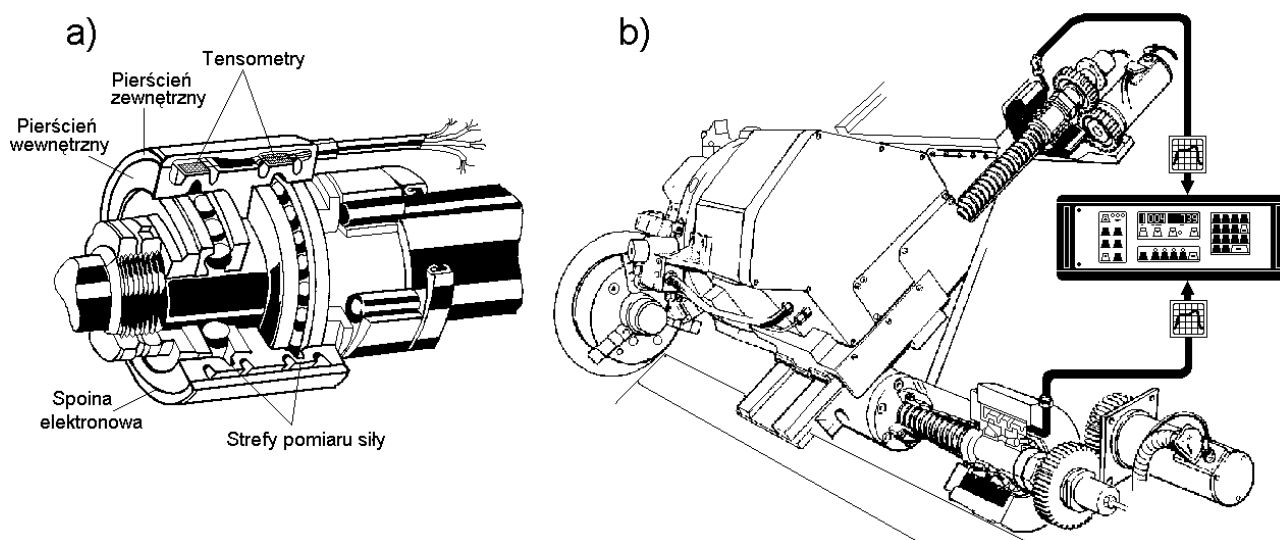 a)
Tensometry
Pierścień
zewnętrzny
Pierścień
wewnętrzny
Spoina
elektronowa
Strefy pomiaru siły
b)